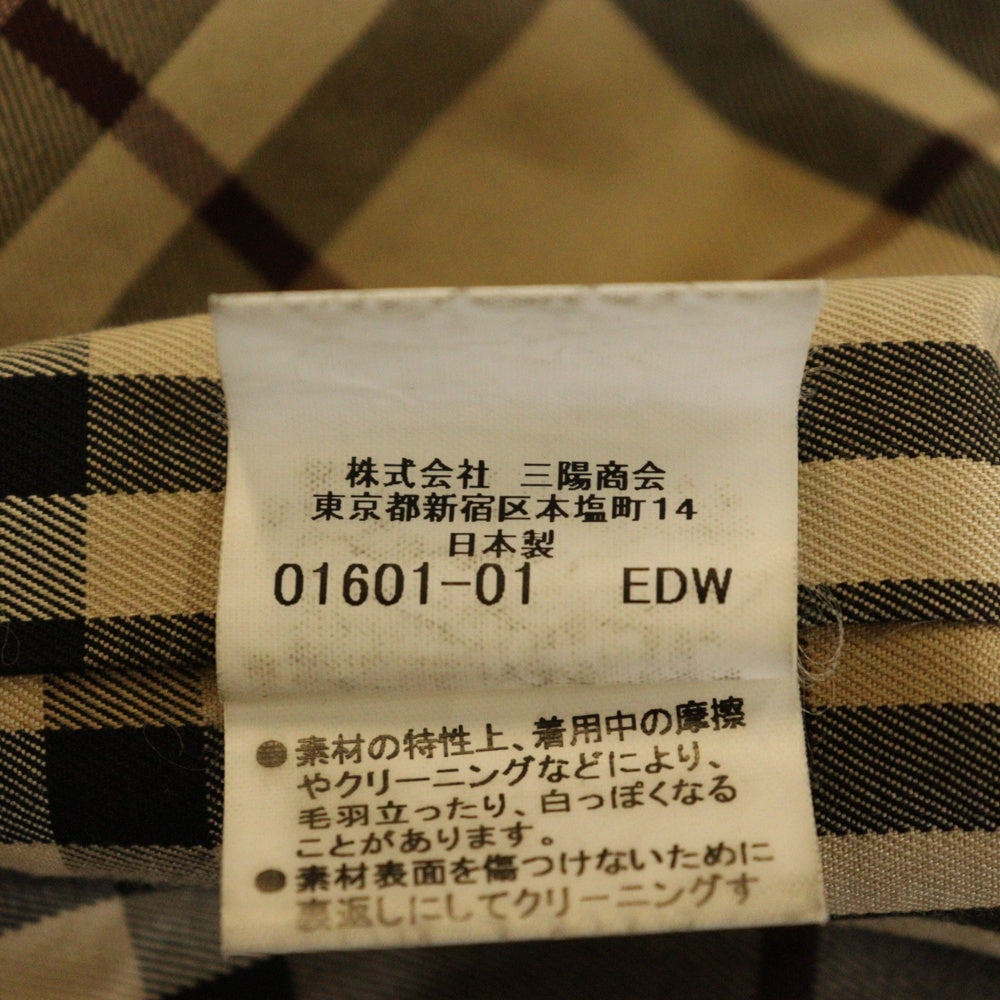 株式会社 三陽商会
東京都新宿区本塩町14
日本製
01601-01 EDW
●素材の特性上、着用中の摩擦
やクリーニングなどにより、
毛羽立ったり、白っぽくなる
ことがあります。
●素材表面を傷つけないために
裏返しにしてクリーニングす